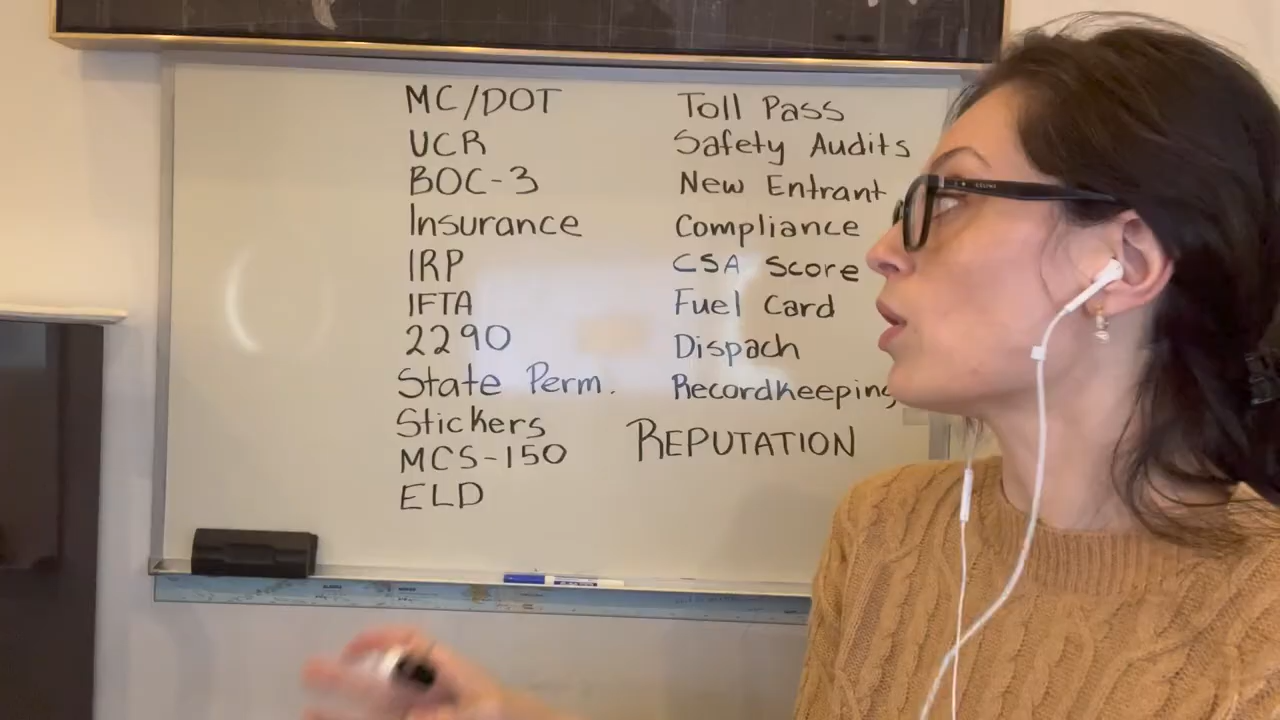 MC/DOT
UCR
BOC-3
Insurance
IRP
IFTA
2290
State Perm.
Stickers
MCS-150
ELD
Toll Pass
Safety Audits
New Entrant
Compliance
CSA Score
Fuel Card
Dispach
Recordkeeping
REPUTATION
CELINE